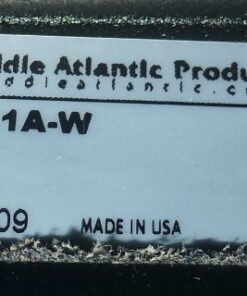 ddle Atlantic Produ
ddleatlantic.c
1A-W
09 MADE IN USA